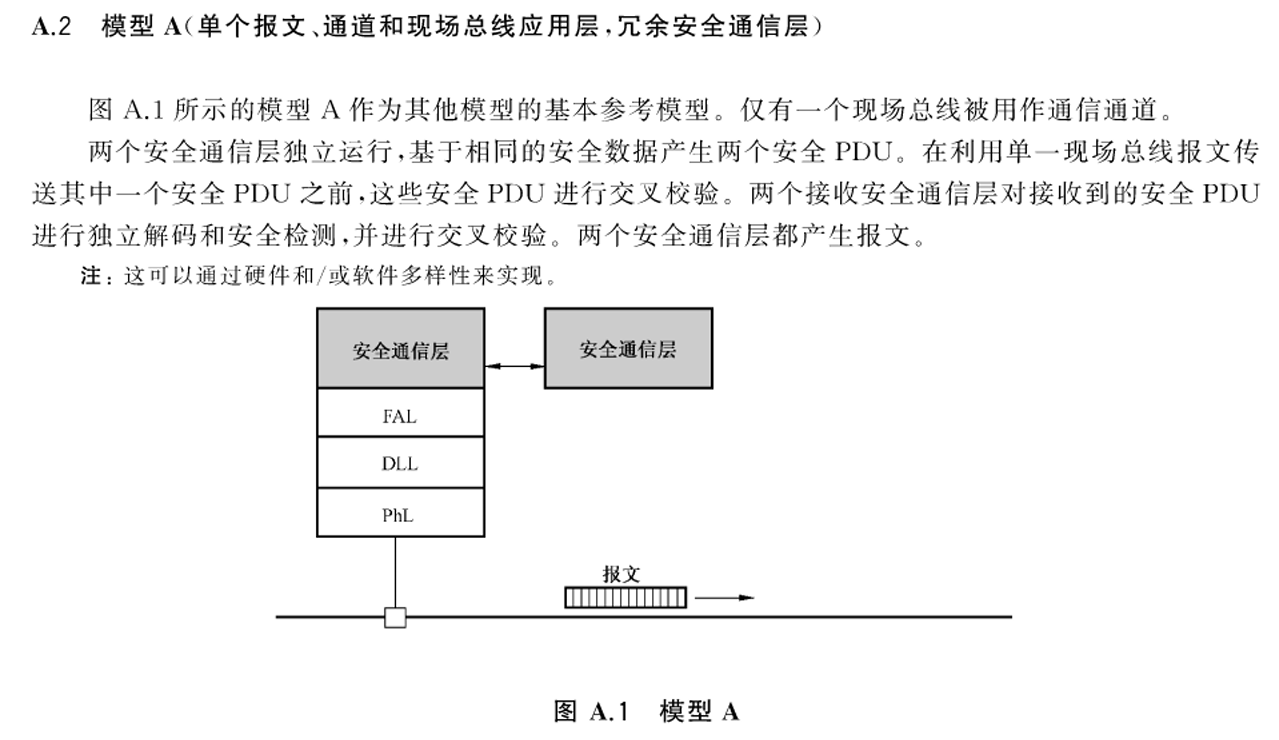 A.2 模型 A(单个报文、通道和现场总线应用层,冗余安全通信层)
图 A.1 所示的模型 A 作为其他模型的基本参考模型。仅有一个现场总线被用作通信通道。
两个安全通信层独立运行,基于相同的安全数据产生两个安全 PDU。在利用单一现场总线报文传
送其中一个安全 PDU 之前,这些安全 PDU 进行交叉校验。两个接收安全通信层对接收到的安全 PDU
进行独立解码和安全检测,并进行交叉校验。两个安全通信层都产生报文。
注:这可以通过硬件和/或软件多样性来实现。
安全通信层
安全通信层
FAL
DLL
PhL
报文
图 A.1 模型 A